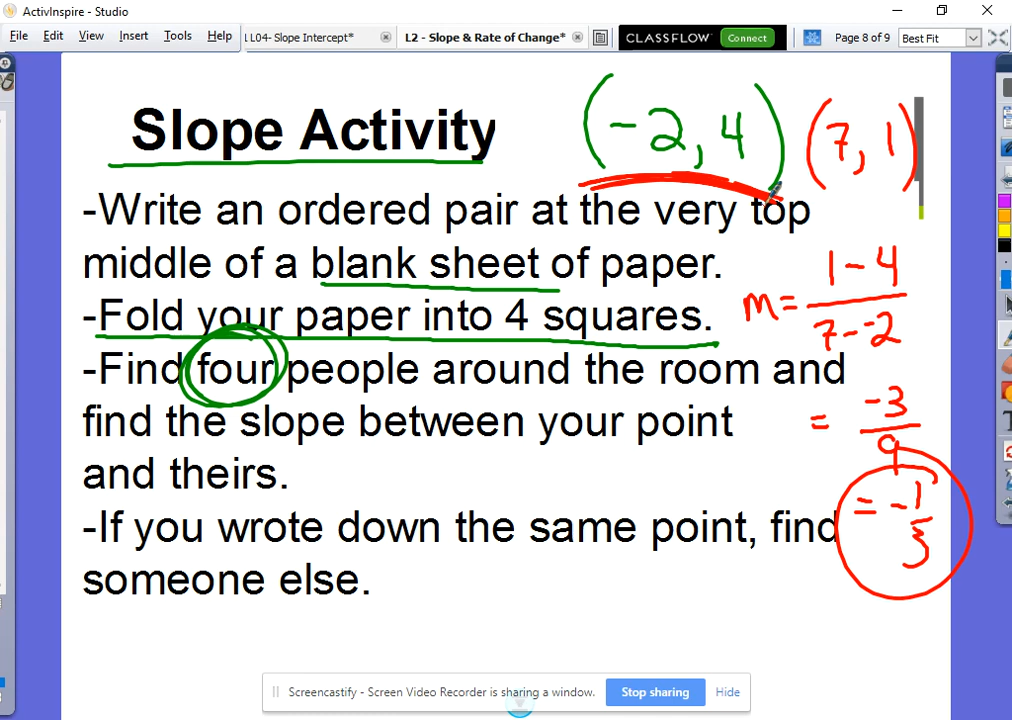 ActivInspire - Studio
File Edit View Insert Tools Help
1 L04- Slope Intercept*
L2 - Slope & Rate of Change*
CLASSFLOW Connect
Page 8 of 9
Best Fit
Slope Activity
(-2, 4) (7, 1)
-Write an ordered pair at the very top
middle of a blank sheet of paper.
-Fold your paper into 4 squares.
-Find four people around the room and
find the slope between your point
and theirs.
-If you wrote down the same point, find
someone else.
m = 1 - 4
7 - -2
= -3
9
= -1
3
Screencastify - Screen Video Recorder is sharing a window. Stop sharing Hide